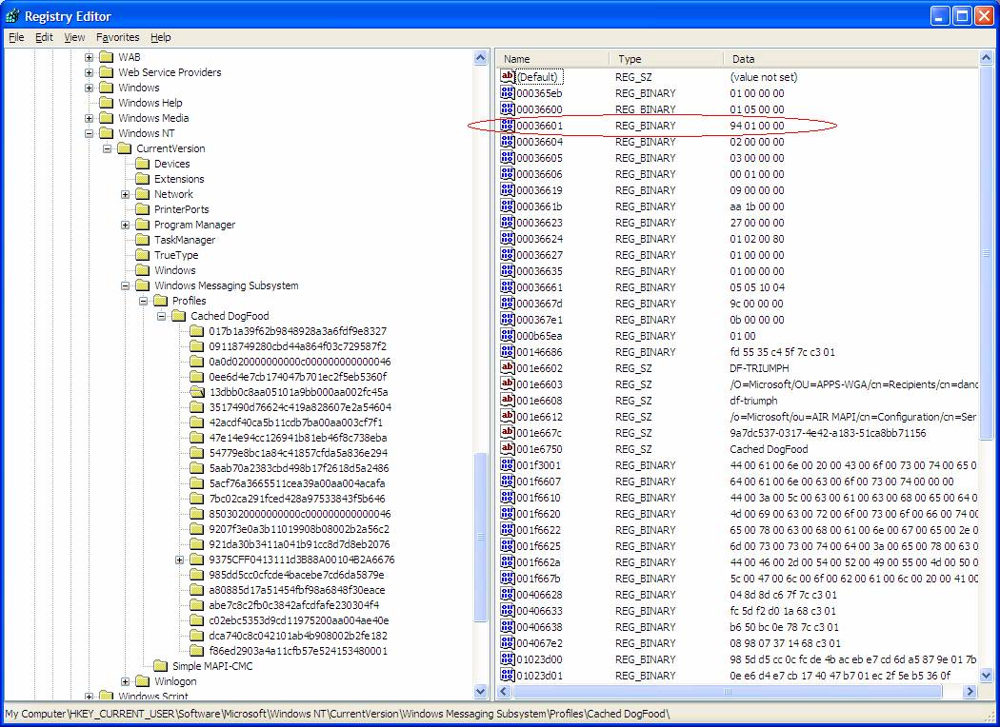 Registry Editor
File Edit View Favorites Help
WAB
Web Service Providers
Windows
Windows Help
Windows Media
Windows NT
CurrentVersion
Devices
Extensions
Network
PrinterPorts
Program Manager
TaskManager
TrueType
Windows
Windows Messaging Subsystem
Profiles
Cached DogFood
017b1a39f62b9848928a3a6fdf9e8327
09118749280cbd44a864f03c729587f2
0a0d020000000000c000000000000046
0ee6d4e7cb174047b701ec2f5eb5360f
13dbb0c8aa05101a9bb000aa002fc45a
3517490d76624c419a828607e2a54604
42acdf40ca5b11cdb7ba00aa003cf7f1
47e14e94cc126941b81eb46f8c738eba
54779e8bc1a84c41857cfda5a836e294
5aab70a2383cbd498b17f2618d5a2486
5acf76a3665511cea39a00aa004acafa
7bc02ca291fced428a97533843f5b646
8503020000000000c000000000000046
9207f3e0a3b11019908b08002b2a56c2
921da30b3411a041b91cc8d7d8eb2076
9375CFF0413111d3B88A00104B2A6676
985dd5cc0cfcde4bacebe7cd6da5879e
a80885d17a51454fbf98a6848f30eace
abe7c8c2fb0c3842afcdfafe230304f4
c02ebc5353d9cd11975200aa004ae40e
dca740c8c042101ab4b908002b2fe182
f86ed2903a4a11cfb57e524153480001
Simple MAPI-CMC
Winlogon
Windows Script
Name Type Data
(Default) REG_SZ (value not set)
000365eb REG_BINARY 01 00 00 00
00036600 REG_BINARY 01 05 00 00
00036601 REG_BINARY 94 01 00 00
00036604 REG_BINARY 02 00 00 00
00036605 REG_BINARY 03 00 00 00
00036606 REG_BINARY 00 01 00 00
00036619 REG_BINARY 09 00 00 00
0003661b REG_BINARY aa 1b 00 00
00036623 REG_BINARY 27 00 00 00
00036624 REG_BINARY 01 02 00 80
00036627 REG_BINARY 01 00 00 00
00036635 REG_BINARY 01 00 00 00
00036661 REG_BINARY 05 05 10 04
0003667d REG_BINARY 9c 00 00 00
000367e1 REG_BINARY 0b 00 00 00
000b65ea REG_BINARY 01 00
00146686 REG_BINARY fd 55 35 c4 5f 7c c3 01
001e6602 REG_SZ DF-TRIUMPH
001e6603 REG_SZ /O=Microsoft/OU=APPS-WGA/cn=Recipients/cn=danc
001e6608 REG_SZ df-triumph
001e6612 REG_SZ /o=Microsoft/ou=AIR MAPI/cn=Configuration/cn=Ser
001e667c REG_SZ 9a7dc537-0317-4e42-a183-51ca8bb71156
001e6750 REG_SZ Cached DogFood
001f3001 REG_BINARY 44 00 61 00 6e 00 20 00 43 00 6f 00 73 00 74 00 65 0
001f6607 REG_BINARY 64 00 61 00 6e 00 63 00 6f 00 73 00 74 00 00 00
001f6610 REG_BINARY 44 00 3a 00 5c 00 63 00 61 00 63 00 68 00 65 00 64 0
001f6620 REG_BINARY 4d 00 69 00 63 00 72 00 6f 00 73 00 6f 00 66 00 74 00
001f6622 REG_BINARY 65 00 78 00 63 00 68 00 61 00 6e 00 67 00 65 00 2e 0
001f6625 REG_BINARY 6d 00 73 00 73 00 74 00 64 00 3a 00 65 00 78 00 63 0
001f662a REG_BINARY 44 00 46 00 2d 00 54 00 52 00 49 00 55 00 4d 00 50 0
001f667b REG_BINARY 5c 00 47 00 6c 00 6f 00 62 00 61 00 6c 00 20 00 41 00
00406628 REG_BINARY 04 8d 8d c6 7f 7c c3 01
00406633 REG_BINARY fc 5d f2 d0 1a 68 c3 01
00406638 REG_BINARY b6 50 bc 0e 78 7c c3 01
004067e2 REG_BINARY 08 98 07 37 14 68 c3 01
01023d00 REG_BINARY 98 5d d5 cc 0c fc de 4b ac eb e7 cd 6d a5 87 9e 01 7b
01023d01 REG_BINARY 0e e6 d4 e7 cb 17 40 47 b7 01 ec 2f 5e b5 36 0f
My Computer\HKEY_CURRENT_USER\Software\Microsoft\Windows NT\CurrentVersion\Windows Messaging Subsystem\Profiles\Cached DogFood\